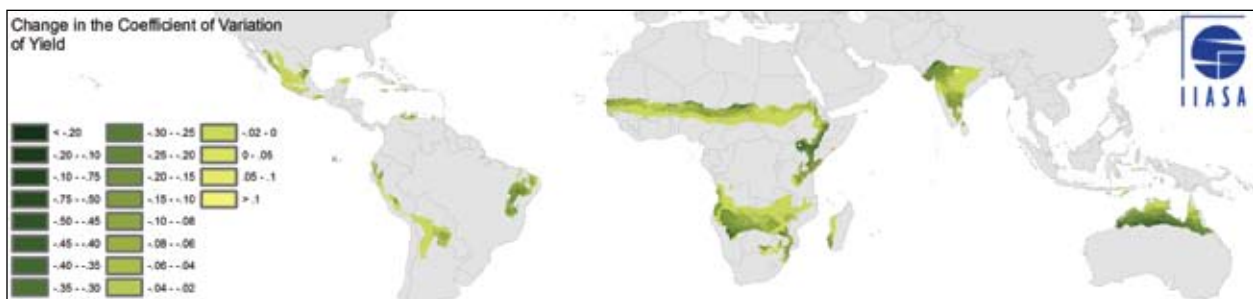 Change in the Coefficient of Variation
of Yield
IIASA
< -.20
-.20 - -.10
-.10 - -.75
-.75 - -.50
-.50 - -.45
-.45 - -.40
-.40 - -.35
-.35 - -.30
-.30 - -.25
-.25 - -.20
-.20 - -.15
-.15 - -.10
-.10 - -.08
-.08 - -.06
-.06 - -.04
-.04 - -.02
-.02 - 0
0 - .05
.05 - .1
> .1